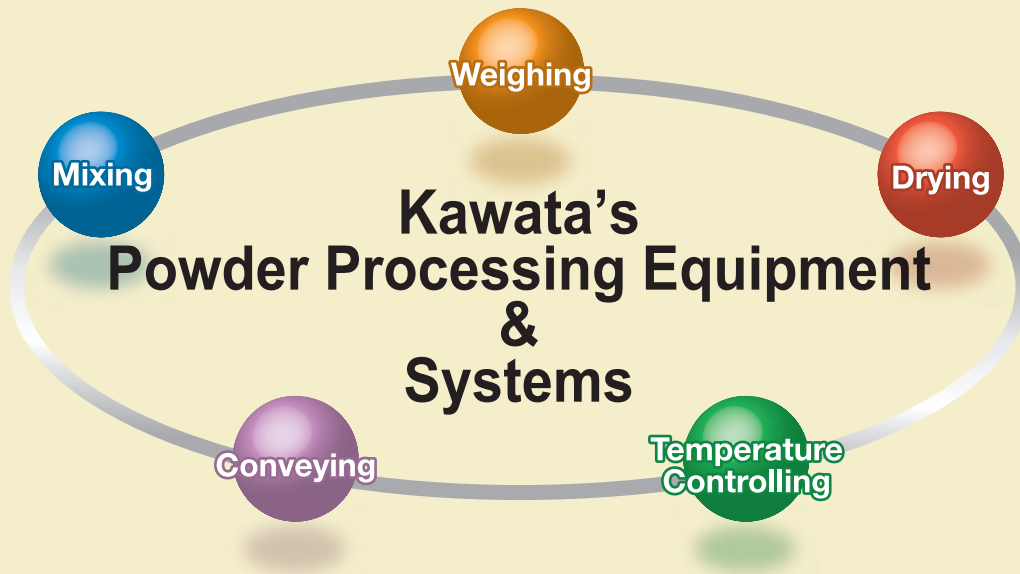 Weighing
Mixing
Drying
Kawata’s
Powder Processing Equipment
&
Systems
Conveying
Temperature
Controlling